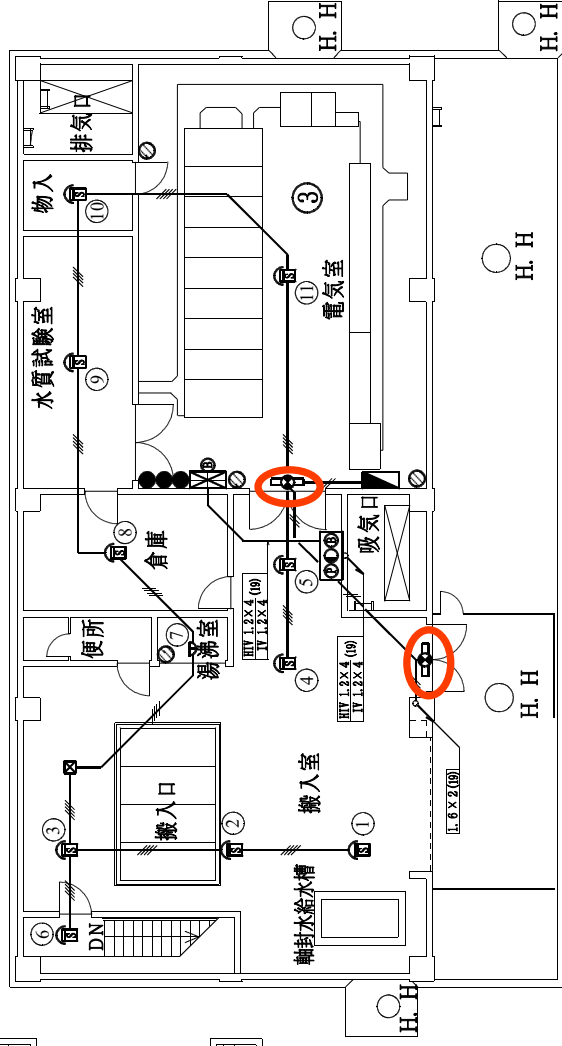 H. H
H. H
排気口
物入
⑩
③
⑪
電気室
H. H
水質試験室
⑨
S
S
S
B
⑧
S
倉庫
⑤
S
P
B
吸気口
HIV 1.2×4 (19)
IV 1.2×4
便所
⑦
湯沸室
④
S
HIV 1.2×4 (19)
IV 1.2×4
H. H
搬入口
搬入室
1.6×2(19)
③
S
②
S
①
S
⑥
S
DN
軸封水給水槽
H. H